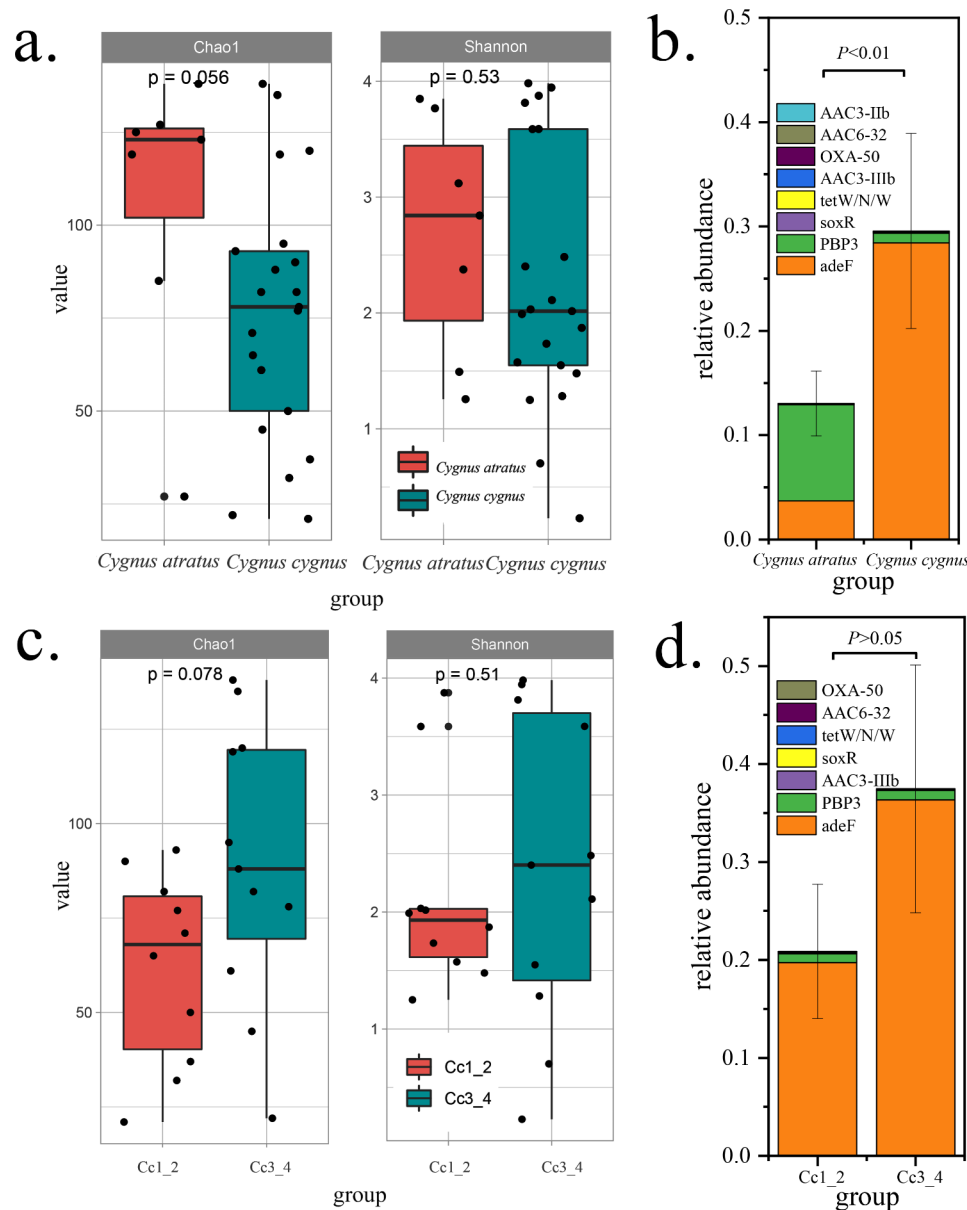 a.
Chao1
Shannon
p = 0.056
p = 0.53
value
100
50
4
3
2
1
Cygnus atratus
Cygnus cygnus
Cygnus atratus
Cygnus cygnus
Cygnus atratus
Cygnus cygnus
group
b.
P<0.01
AAC3-IIb
AAC6-32
OXA-50
AAC3-IIIb
tetW/N/W
soxR
PBP3
adeF
relative abundance
0.5
0.4
0.3
0.2
0.1
0.0
Cygnus atratus
Cygnus cygnus
group
c.
Chao1
Shannon
p = 0.078
p = 0.51
value
100
50
4
3
2
1
Cc1_2
Cc3_4
Cc1_2
Cc3_4
Cc1_2
Cc3_4
group
d.
P>0.05
OXA-50
AAC6-32
tetW/N/W
soxR
AAC3-IIIb
PBP3
adeF
relative abundance
0.5
0.4
0.3
0.2
0.1
0.0
Cc1_2
Cc3_4
group